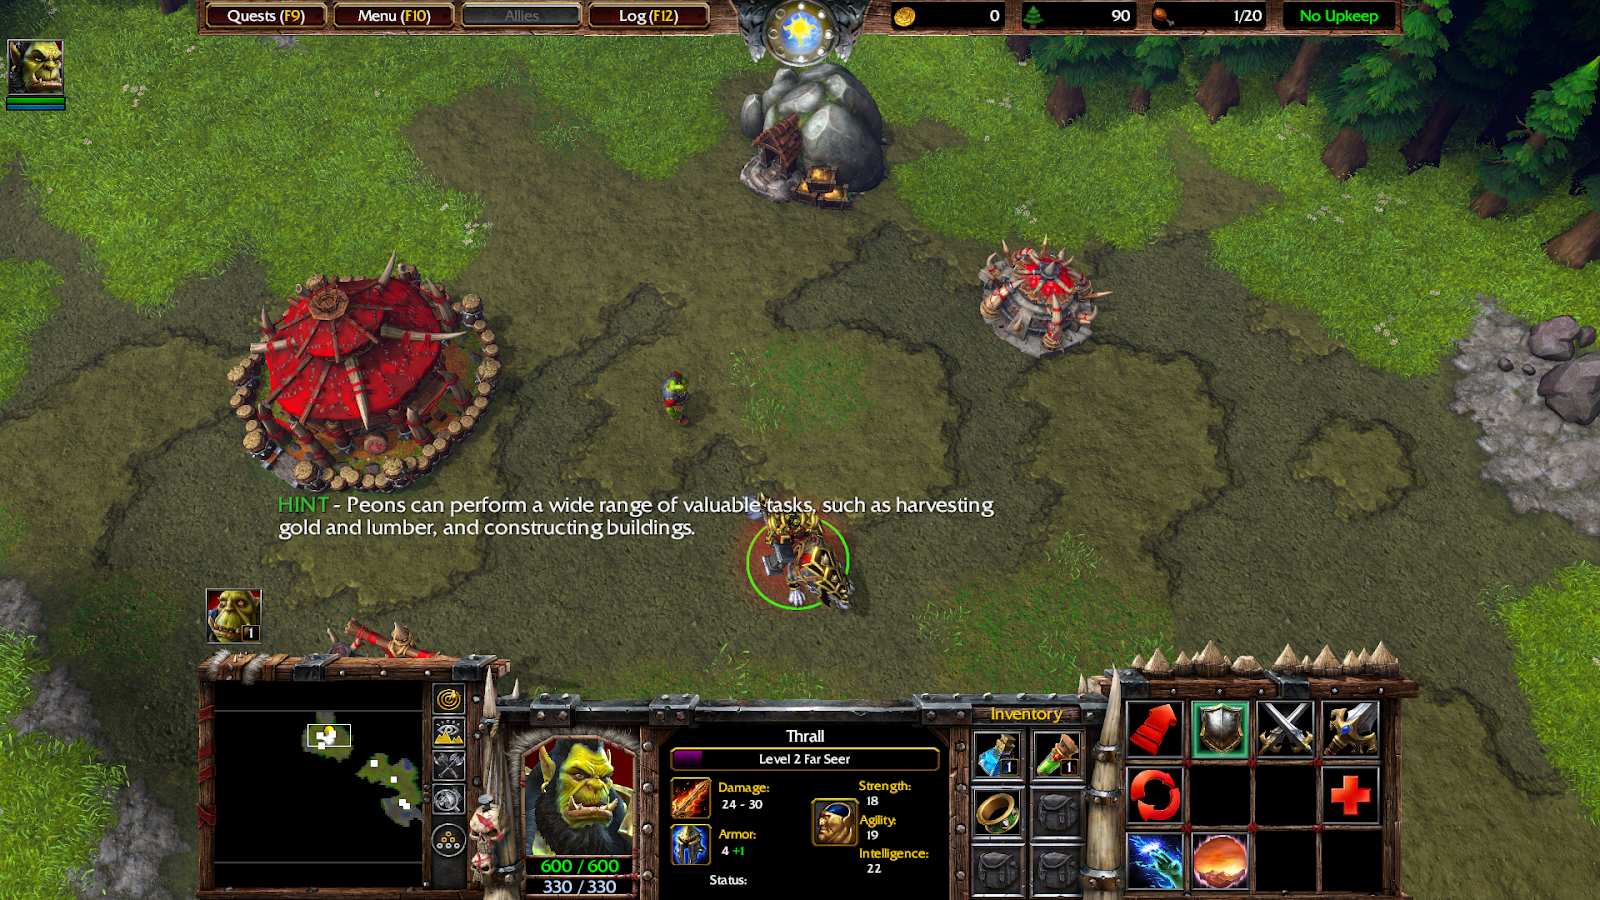 Quests (F9)
Menu (F10)
Allies
Log (F12)
0
90
1/20
No Upkeep
HINT - Peons can perform a wide range of valuable tasks, such as harvesting
gold and lumber, and constructing buildings.
1
Inventory
Thrall
Level 2 Far Seer
1
1
Damage:
24 - 30
Strength:
18
Agility:
19
Armor:
4 +1
Intelligence:
22
600 / 600
330 / 330
Status: